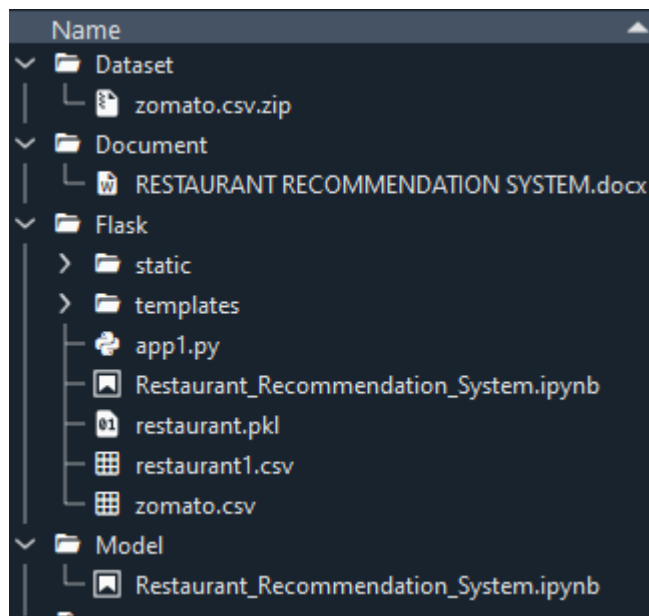 Name
Dataset
zomato.csv.zip
Document
RESTAURANT RECOMMENDATION SYSTEM.docx
Flask
static
templates
app1.py
Restaurant_Recommendation_System.ipynb
restaurant.pkl
restaurant1.csv
zomato.csv
Model
Restaurant_Recommendation_System.ipynb